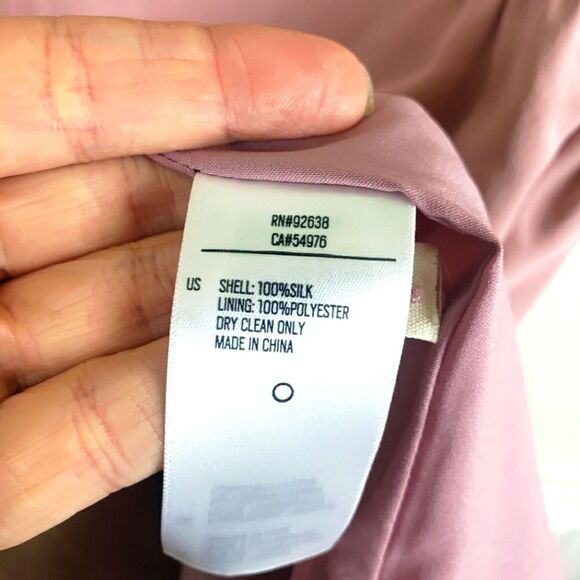 RN#92638
CA#54976
US SHELL: 100%SILK
LINING: 100%POLYESTER
DRY CLEAN ONLY
MADE IN CHINA